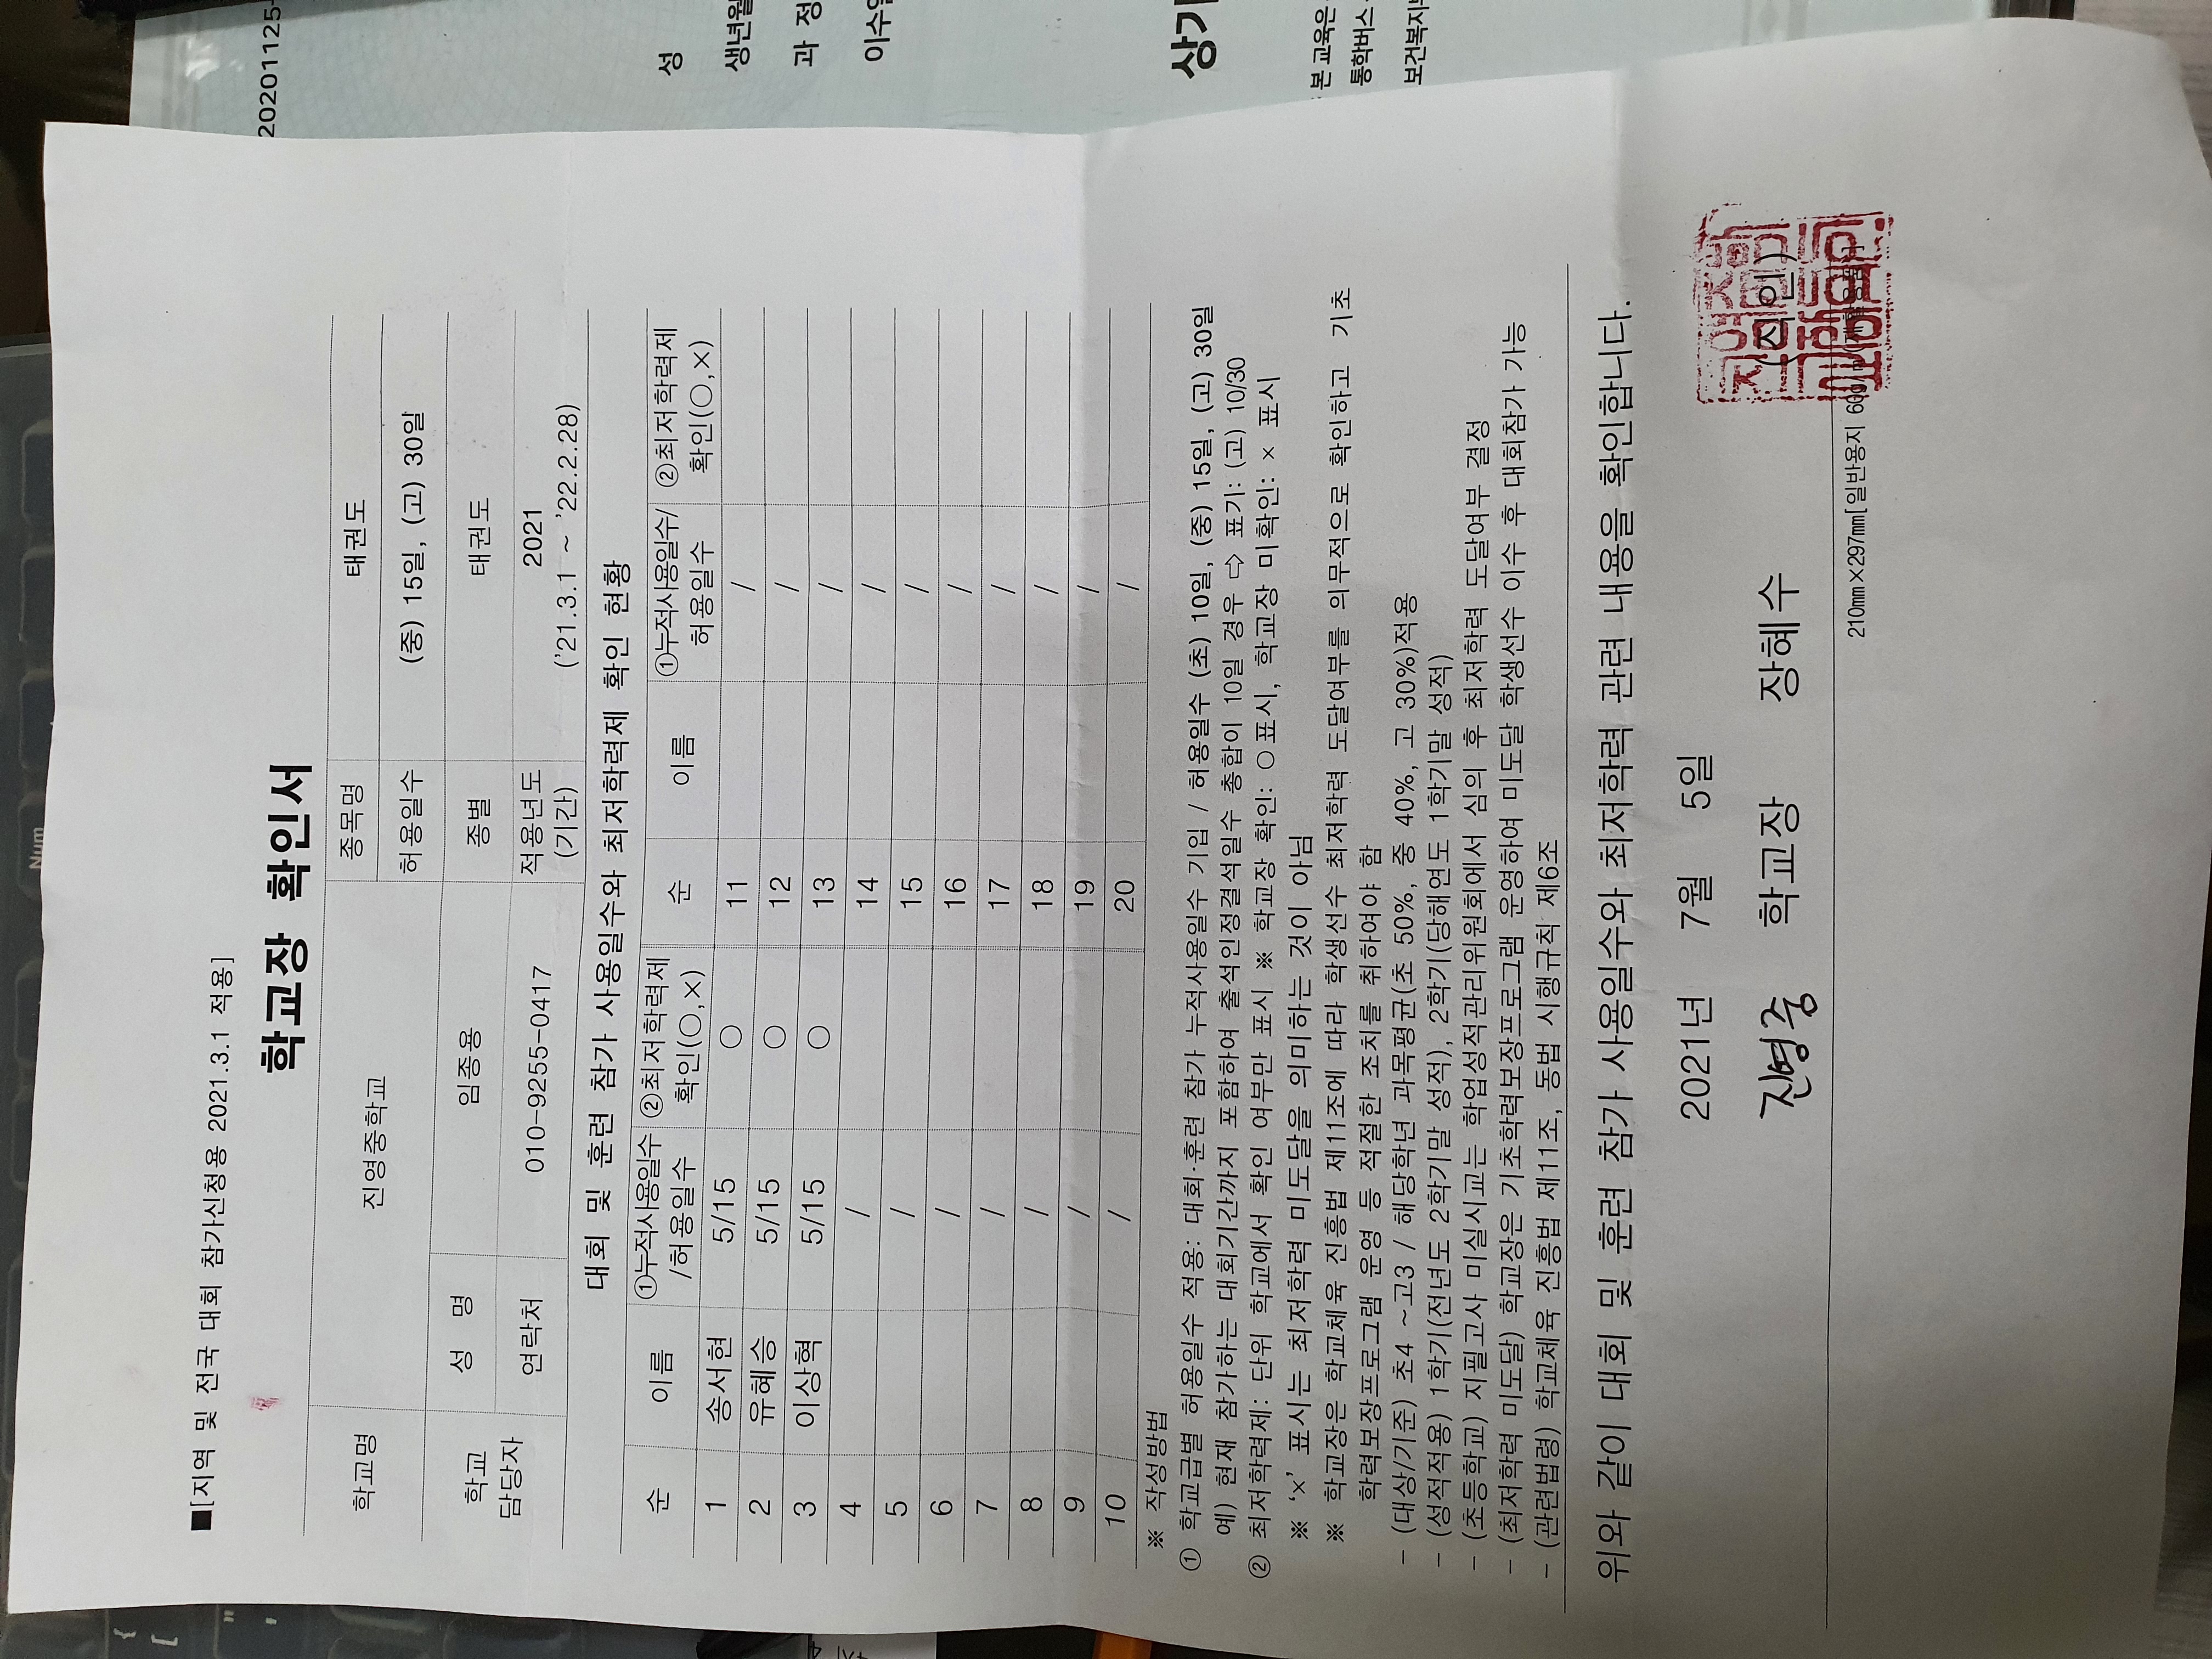 20201125-
성
생년월
과 정
이수일
상기
본 교육은
통학버스
보건복지
Num
■[지역 및 전국 대회 참가신청용 2021.3.1 적용]
학교장 확인서
학교명 진영중학교 종목명 태권도
허용일수 (중) 15일, (고) 30일
학교 담당자 성 명 임종용 종별 태권도
연락처 010-9255-0417 적용년도 (기간) 2021 ('21.3.1 ~ '22.2.28)
대회 및 훈련 참가 사용일수와 최저학력제 확인 현황
순 이름 ①누적사용일수 /허용일수 ②최저학력제 확인(○,×) 순 이름 ①누적사용일수/ 허용일수 ②최저학력제 확인(○,×)
1 송서현 5/15 ○ 11 /
2 유혜승 5/15 ○ 12 /
3 이상혁 5/15 ○ 13 /
4 / 14 /
5 / 15 /
6 / 16 /
7 / 17 /
8 / 18 /
9 / 19 /
10 / 20 /
※ 작성방법
① 학교급별 허용일수 적용: 대회·훈련 참가 누적사용일수 기입 / 허용일수 (초) 10일, (중) 15일, (고) 30일
예) 현재 참가하는 대회기간까지 포함하여 출석인정결석일수 총합이 10일 경우 ⇨ 표기: (고) 10/30
② 최저학력제: 단위 학교에서 확인 여부만 표시 ※ 학교장 확인: ○표시, 학교장 미확인: × 표시
※ '×' 표시는 최저학력 미도달을 의미하는 것이 아님
※ 학교장은 학교체육 진흥법 제11조에 따라 학생선수 최저학력 도달여부를 의무적으로 확인하고 기초
학력보장프로그램 운영 등 적절한 조치를 취하여야 함
- (대상/기준) 초4 ~고3 / 해당학년 과목평균(초 50%, 중 40%, 고 30%)적용
- (성적적용) 1학기(전년도 2학기말 성적), 2학기(당해연도 1학기말 성적)
- (초등학교) 지필고사 미실시교는 학업성적관리위원회에서 심의 후 최저학력 도달여부 결정
- (최저학력 미도달) 학교장은 기초학력보장프로그램 운영하여 미도달 학생선수 이수 후 대회참가 가능
- (관련법령) 학교체육 진흥법 제11조, 동법 시행규칙 제6조
위와 같이 대회 및 훈련 참가 사용일수와 최저학력 관련 내용을 확인합니다.
2021년 7월 5일
진영중 학교장 장혜수 (직인)
210mm×297mm[일반용지 60g/㎡(재활용품)]